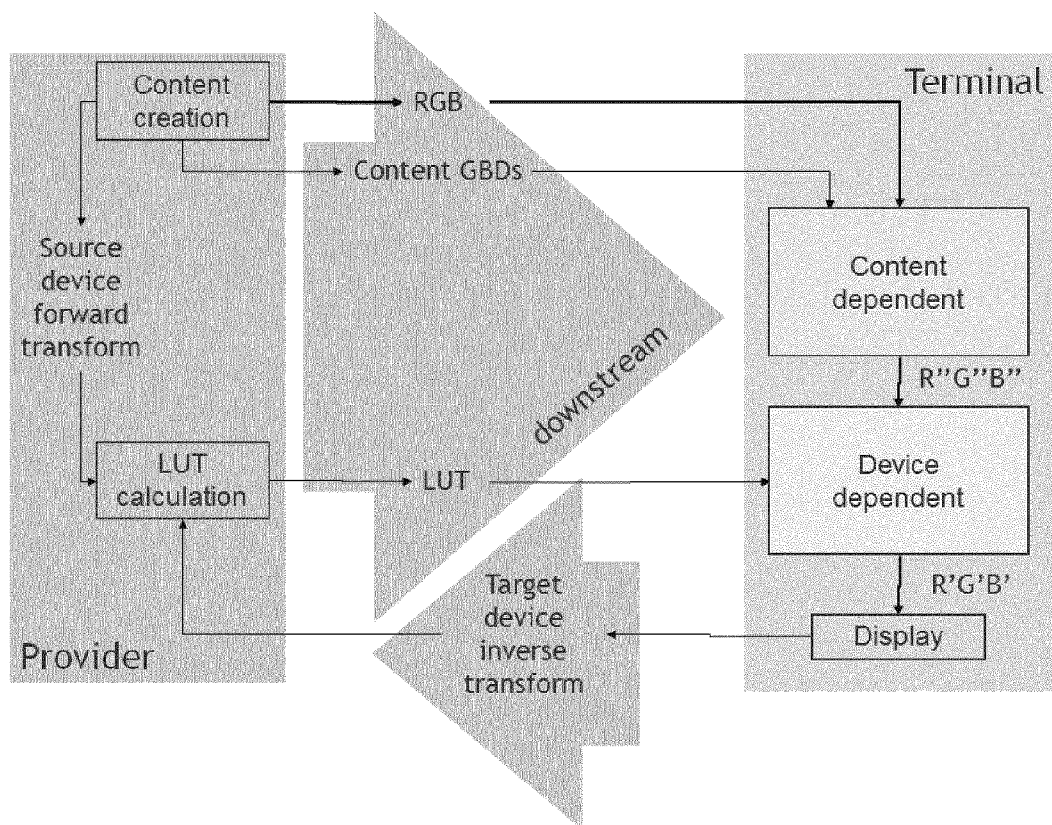 Content
creation
RGB
Terminal
Content GBDs
Source
device
forward
transform
Content
dependent
R''G''B''
downstream
LUT
calculation
LUT
Device
dependent
R'G'B'
Target
device
inverse
transform
Display
Provider